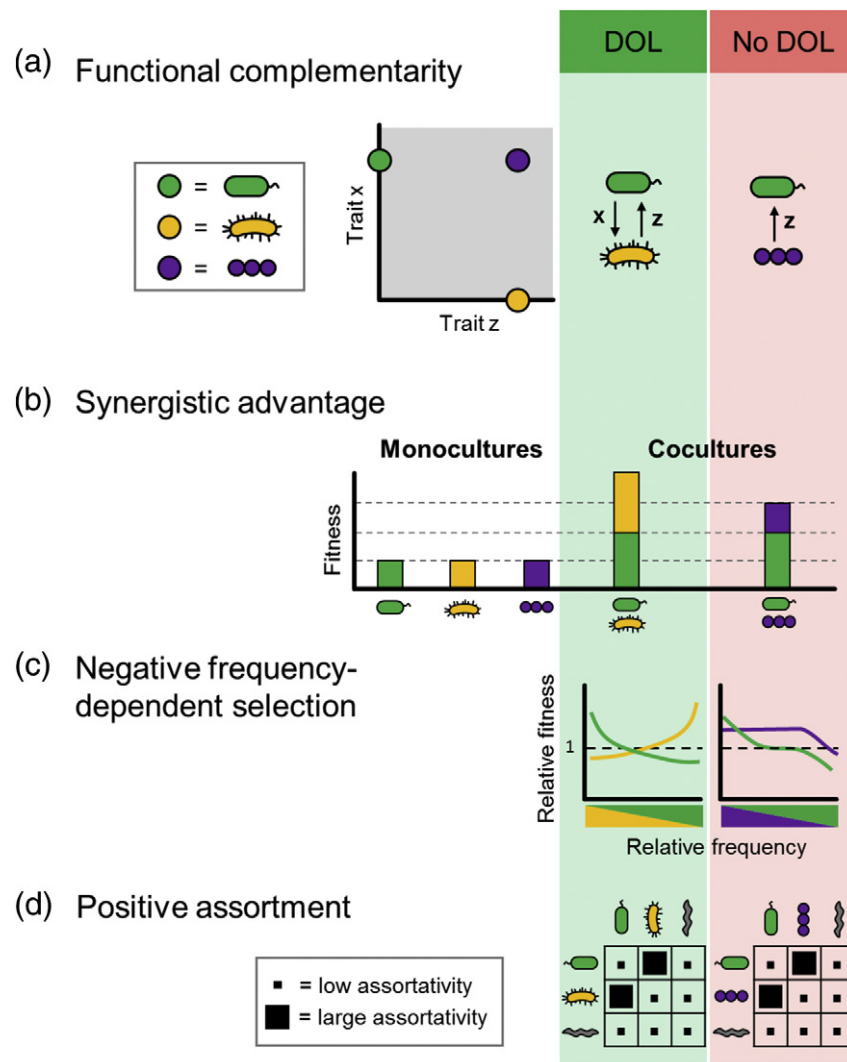 DOL
No DOL
(a) Functional complementarity
=
=
=
Trait x
Trait z
x
z
z
(b) Synergistic advantage
Monocultures
Cocultures
Fitness
(c) Negative frequency-
dependent selection
Relative fitness
1
Relative frequency
(d) Positive assortment
= low assortativity
= large assortativity